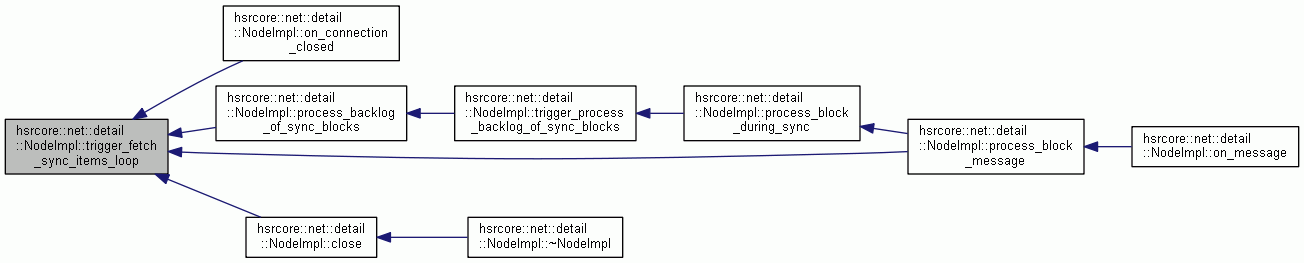 hsrcore::net::detail
::NodeImpl::on_connection
_closed
hsrcore::net::detail
::NodeImpl::process_backlog
_of_sync_blocks
hsrcore::net::detail
::NodeImpl::trigger_process
_backlog_of_sync_blocks
hsrcore::net::detail
::NodeImpl::process_block
_during_sync
hsrcore::net::detail
::NodeImpl::trigger_fetch
_sync_items_loop
hsrcore::net::detail
::NodeImpl::process_block
_message
hsrcore::net::detail
::NodeImpl::on_message
hsrcore::net::detail
::NodeImpl::close
hsrcore::net::detail
::NodeImpl::~NodeImpl